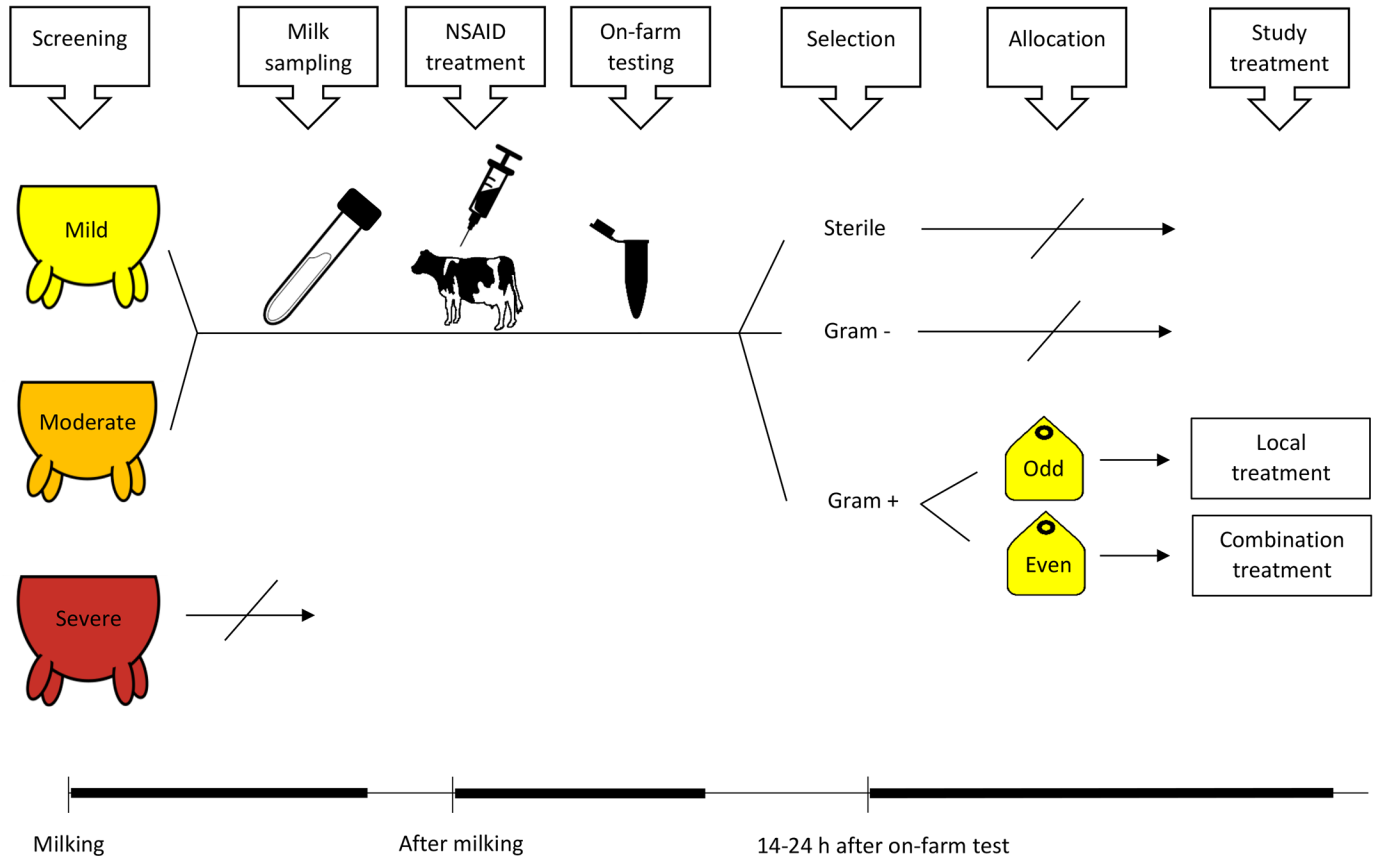 Screening
Milk
sampling
NSAID
treatment
On-farm
testing
Selection
Allocation
Study
treatment
Mild
Moderate
Severe
Sterile
Gram -
Gram +
Odd
Even
Local
treatment
Combination
treatment
Milking
After milking
14-24 h after on-farm test